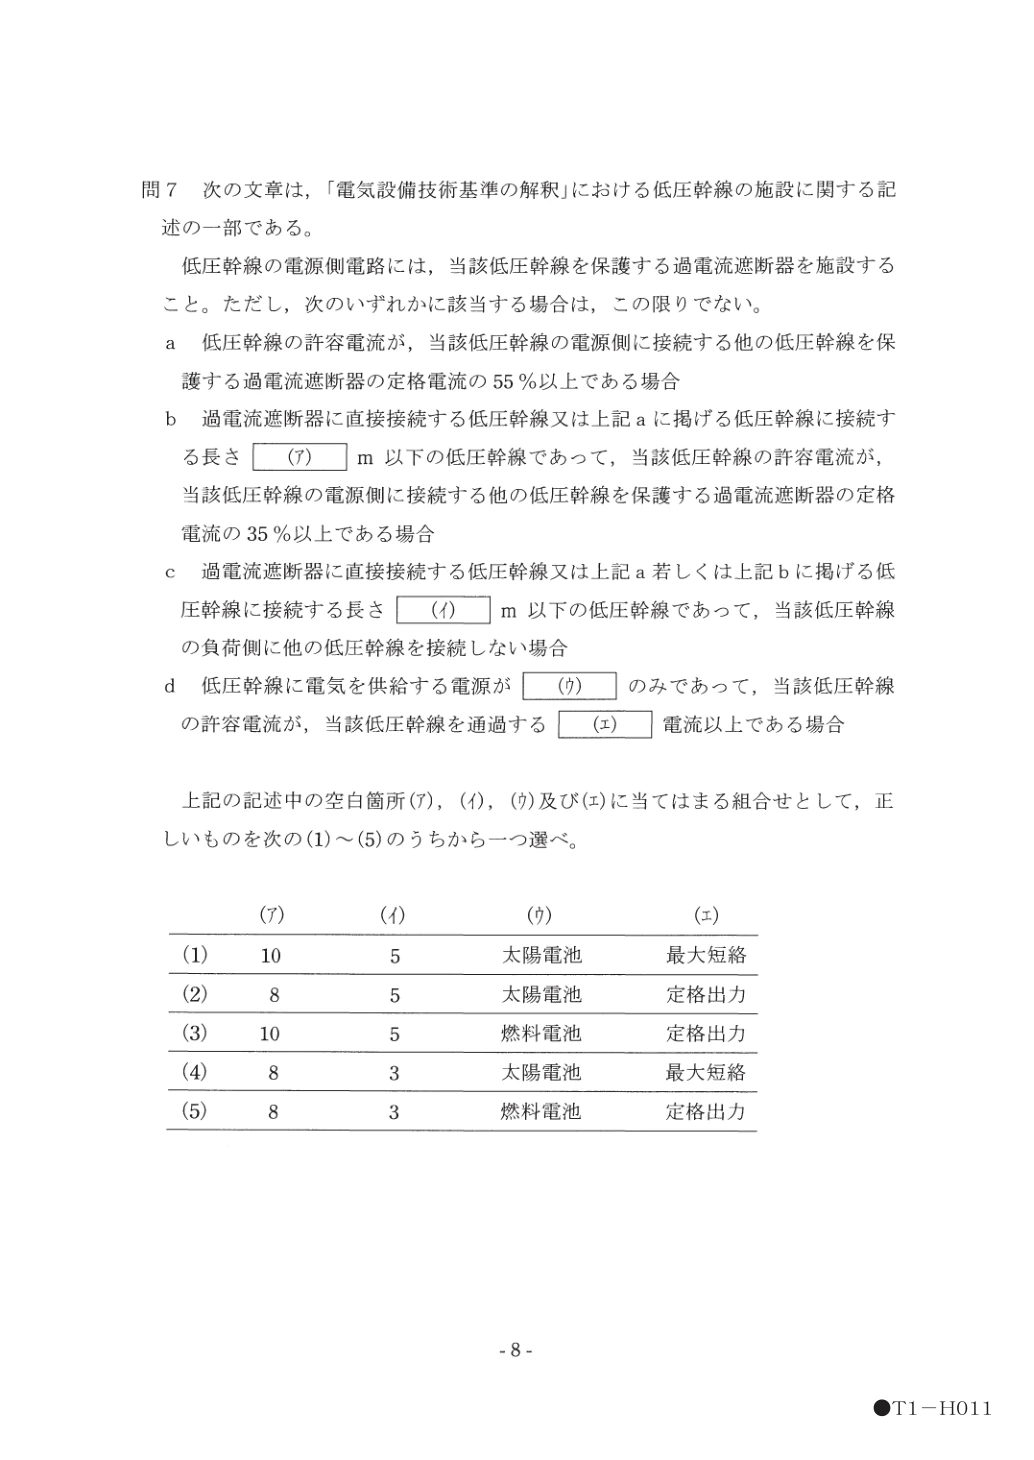 問7 次の文章は,「電気設備技術基準の解釈」における低圧幹線の施設に関する記
述の一部である。
低圧幹線の電源側電路には,当該低圧幹線を保護する過電流遮断器を施設する
こと。ただし,次のいずれかに該当する場合は,この限りでない。
a 低圧幹線の許容電流が,当該低圧幹線の電源側に接続する他の低圧幹線を保
護する過電流遮断器の定格電流の 55 %以上である場合
b 過電流遮断器に直接接続する低圧幹線又は上記 a に掲げる低圧幹線に接続す
る長さ (ア) m 以下の低圧幹線であって,当該低圧幹線の許容電流が,
当該低圧幹線の電源側に接続する他の低圧幹線を保護する過電流遮断器の定格
電流の 35 %以上である場合
c 過電流遮断器に直接接続する低圧幹線又は上記 a 若しくは上記 b に掲げる低
圧幹線に接続する長さ (イ) m 以下の低圧幹線であって,当該低圧幹線
の負荷側に他の低圧幹線を接続しない場合
d 低圧幹線に電気を供給する電源が (ウ) のみであって,当該低圧幹線
の許容電流が,当該低圧幹線を通過する (エ) 電流以上である場合
上記の記述中の空白箇所(ア),(イ),(ウ)及び(エ)に当てはまる組合せとして,正
しいものを次の(1)~(5)のうちから一つ選べ。
(ア) (イ) (ウ) (エ)
(1) 10 5 太陽電池 最大短絡
(2) 8 5 太陽電池 定格出力
(3) 10 5 燃料電池 定格出力
(4) 8 3 太陽電池 最大短絡
(5) 8 3 燃料電池 定格出力
- 8 -
●T1-H011